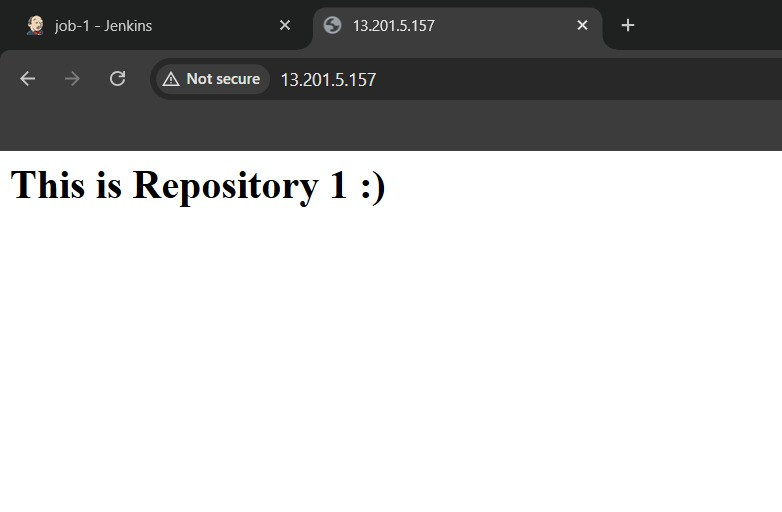 job-1 - Jenkins
13.201.5.157
Not secure
13.201.5.157
This is Repository 1 :)